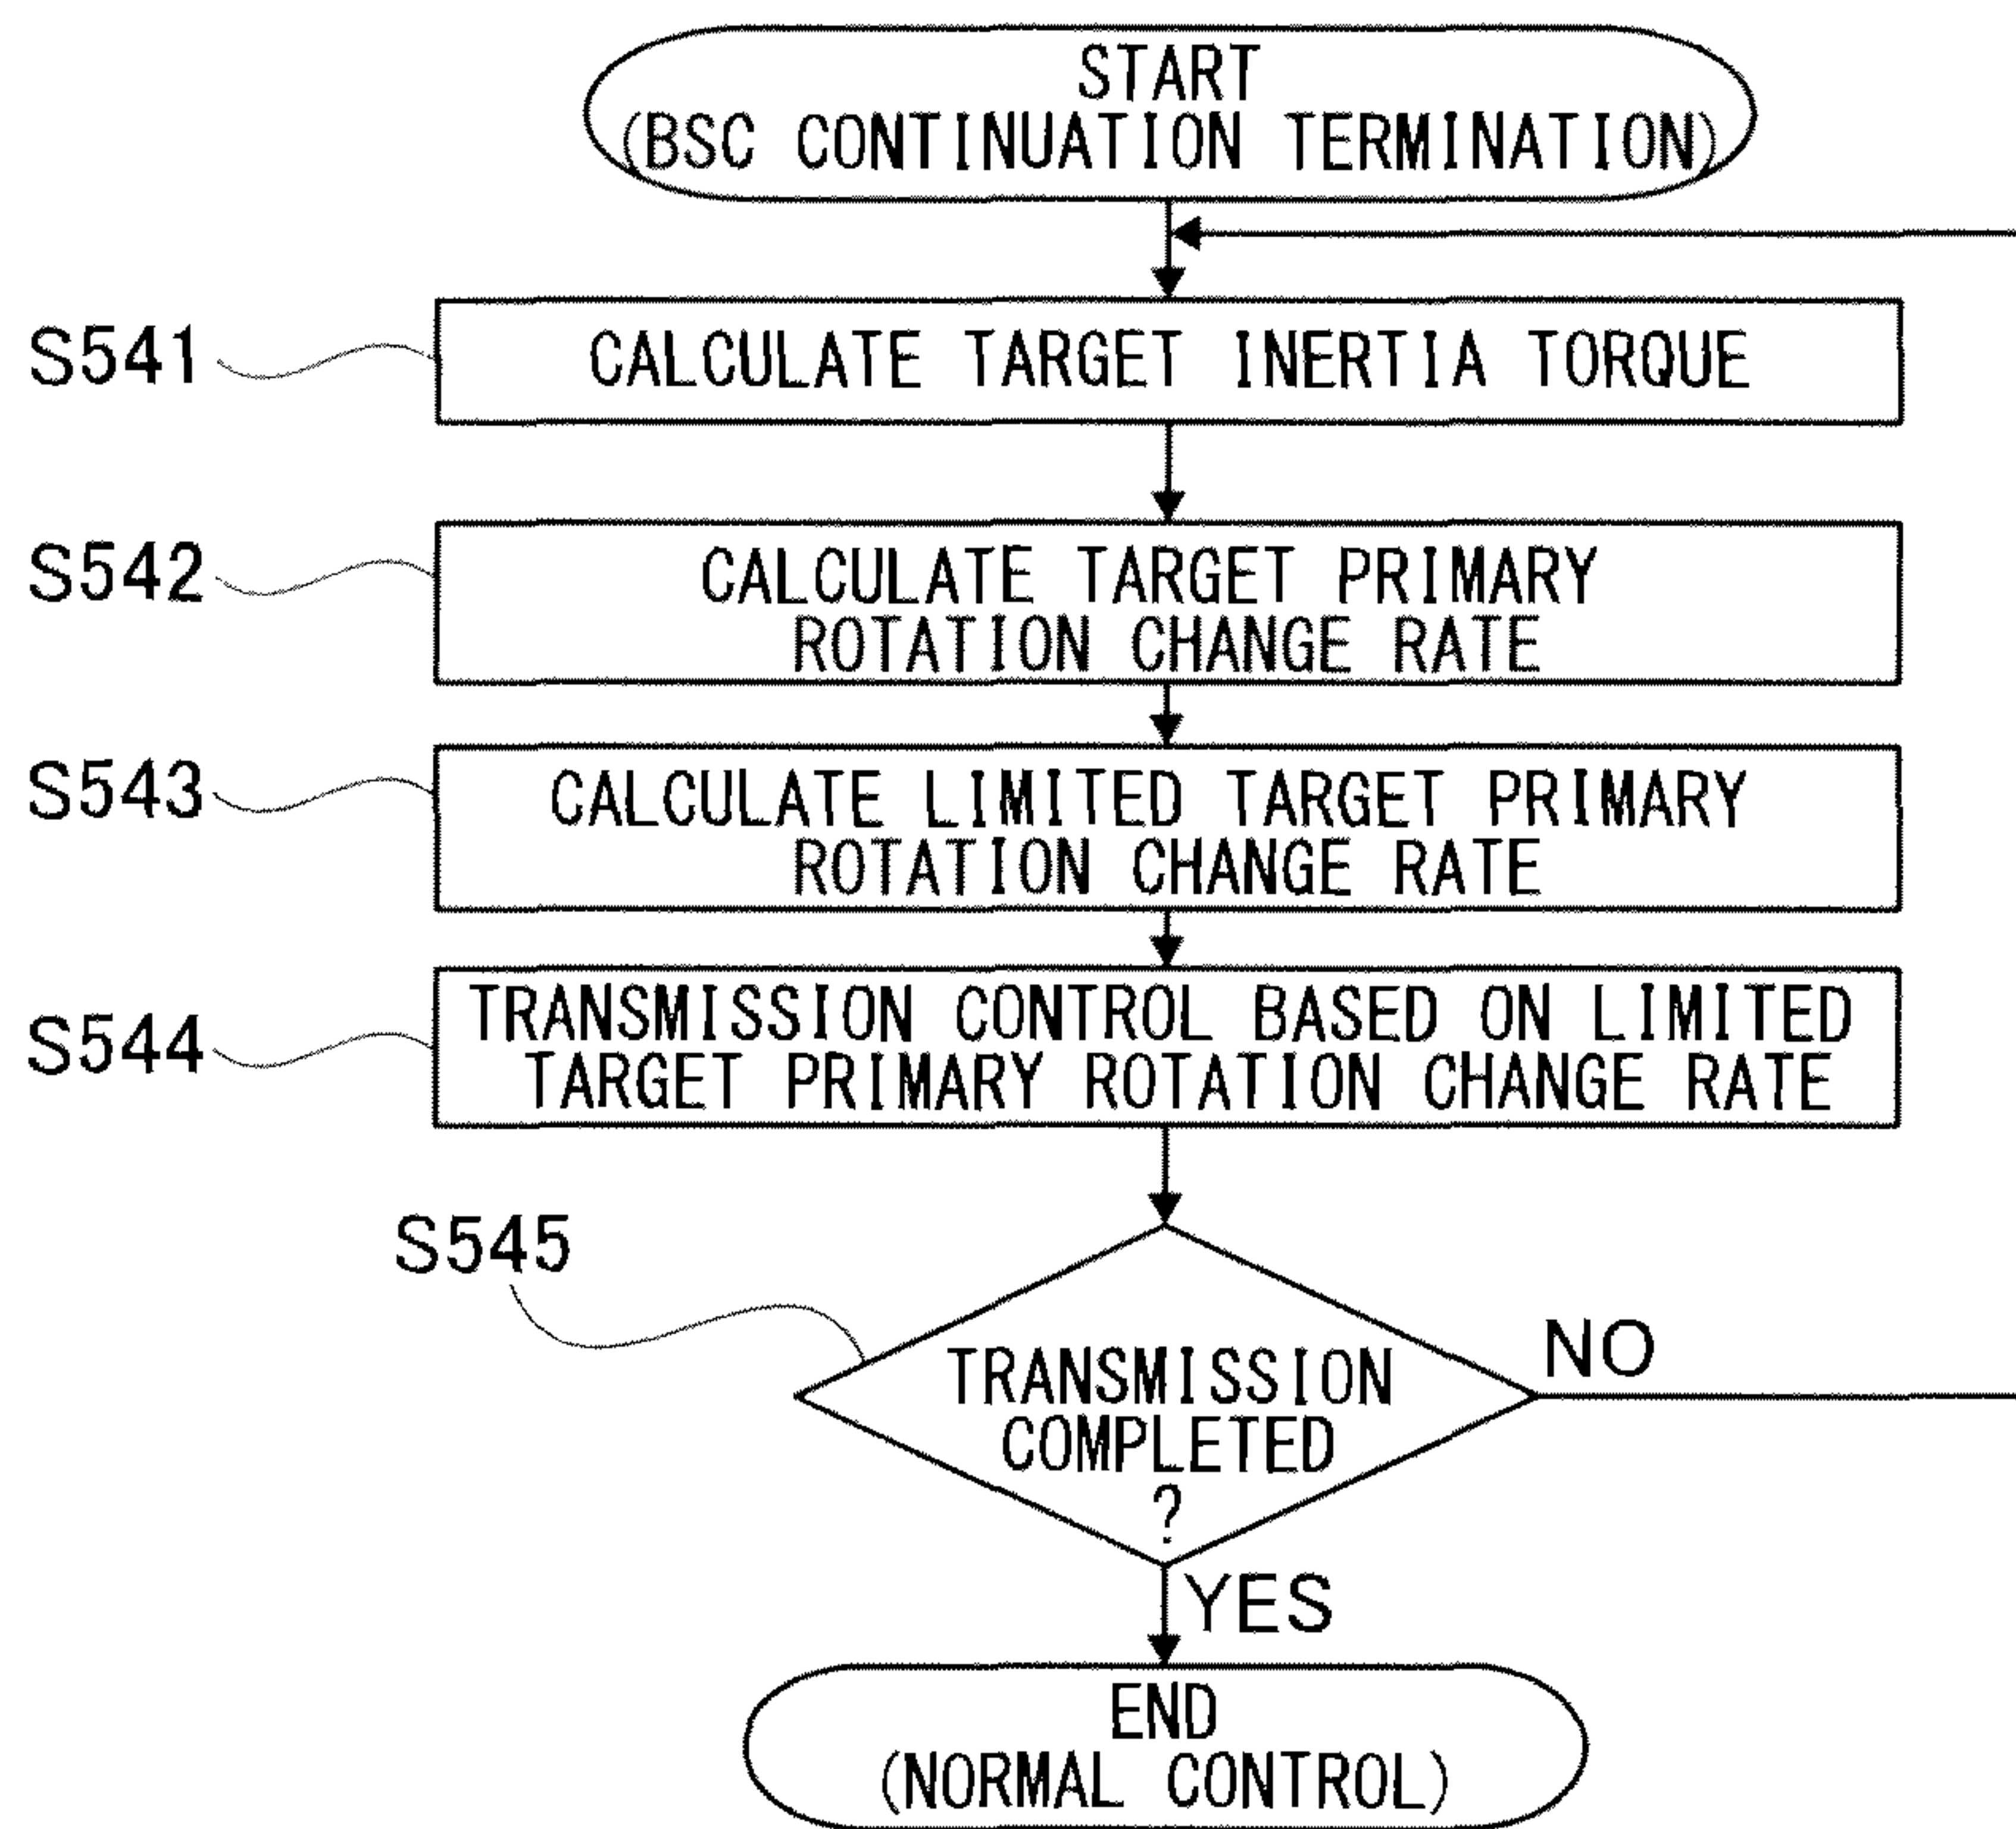 START
(BSC CONTINUATION TERMINATION)
S541
CALCULATE TARGET INERTIA TORQUE
S542
CALCULATE TARGET PRIMARY
ROTATION CHANGE RATE
S543
CALCULATE LIMITED TARGET PRIMARY
ROTATION CHANGE RATE
S544
TRANSMISSION CONTROL BASED ON LIMITED
TARGET PRIMARY ROTATION CHANGE RATE
S545
TRANSMISSION
COMPLETED
?
NO
YES
END
(NORMAL CONTROL)